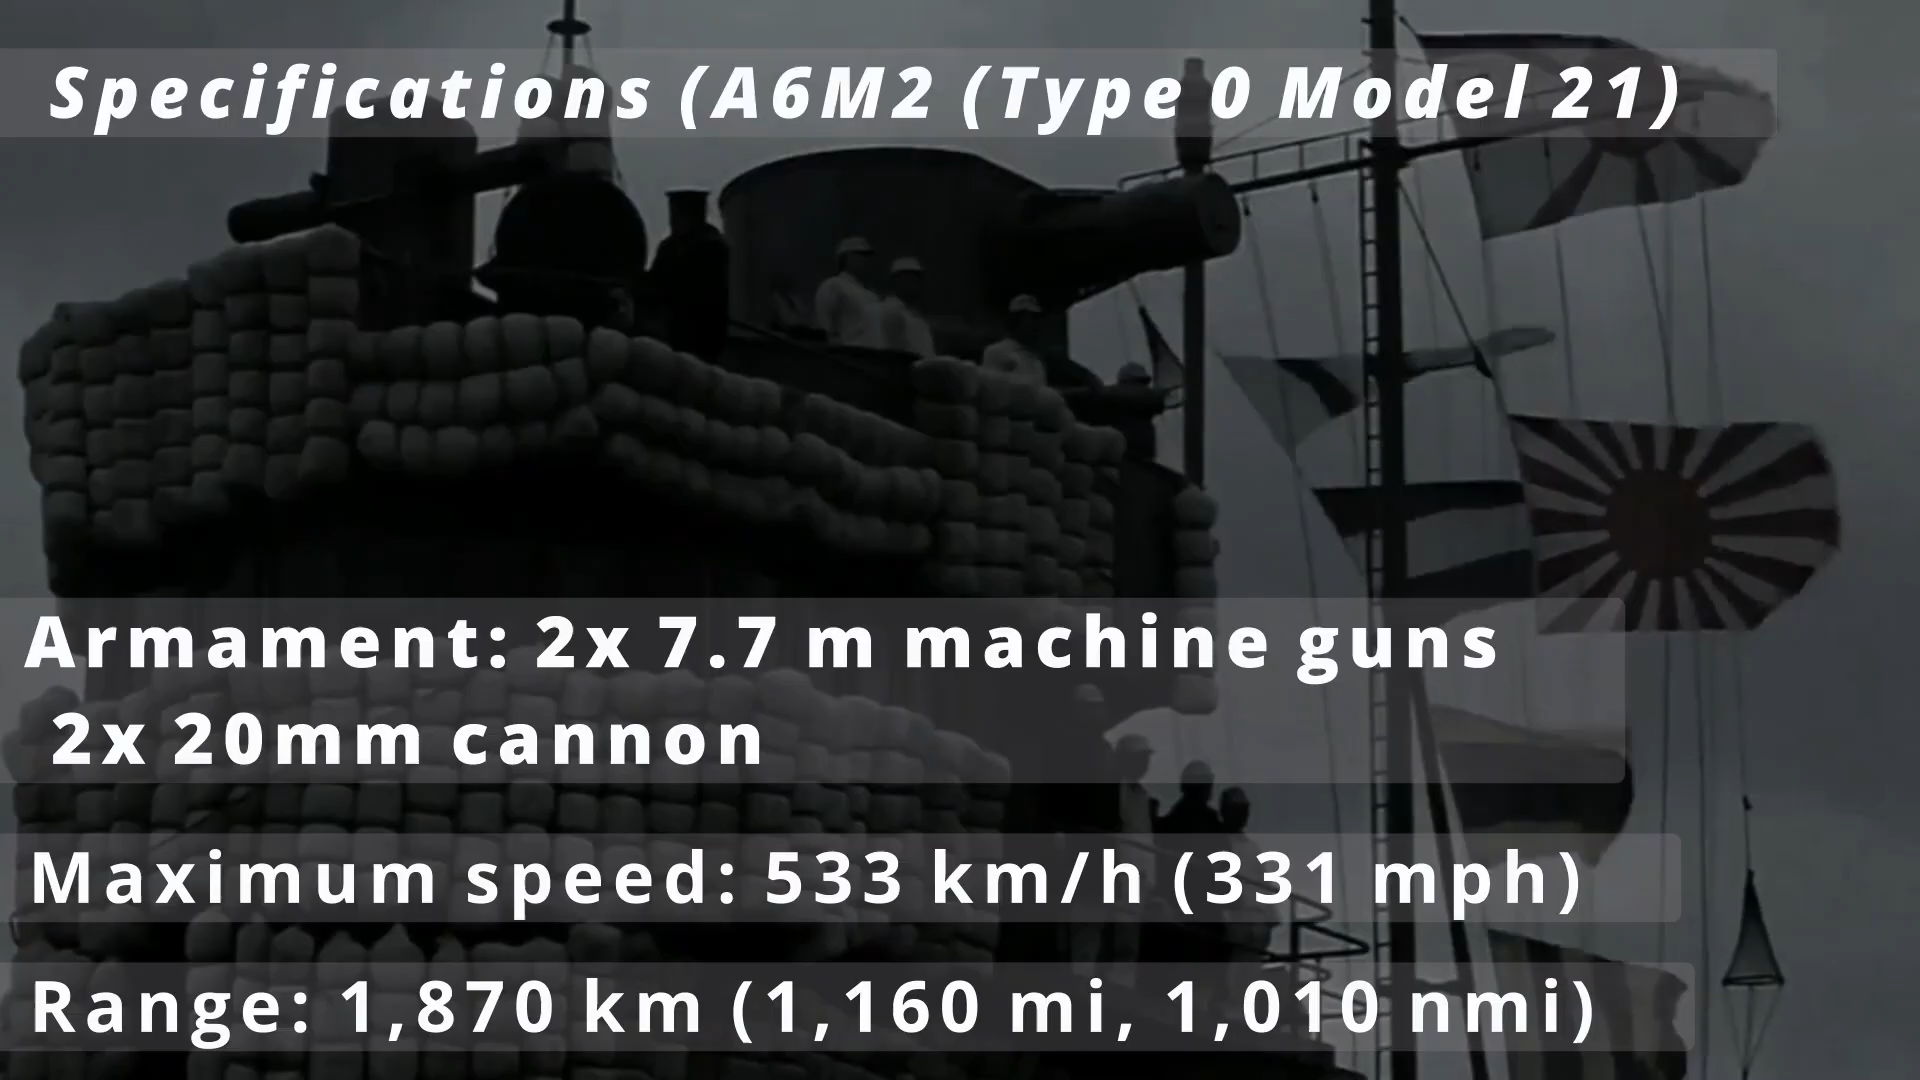 Specifications (A6M2 (Type 0 Model 21)
Armament: 2x 7.7 m machine guns
2x 20mm cannon
Maximum speed: 533 km/h (331 mph)
Range: 1,870 km (1,160 mi, 1,010 nmi)